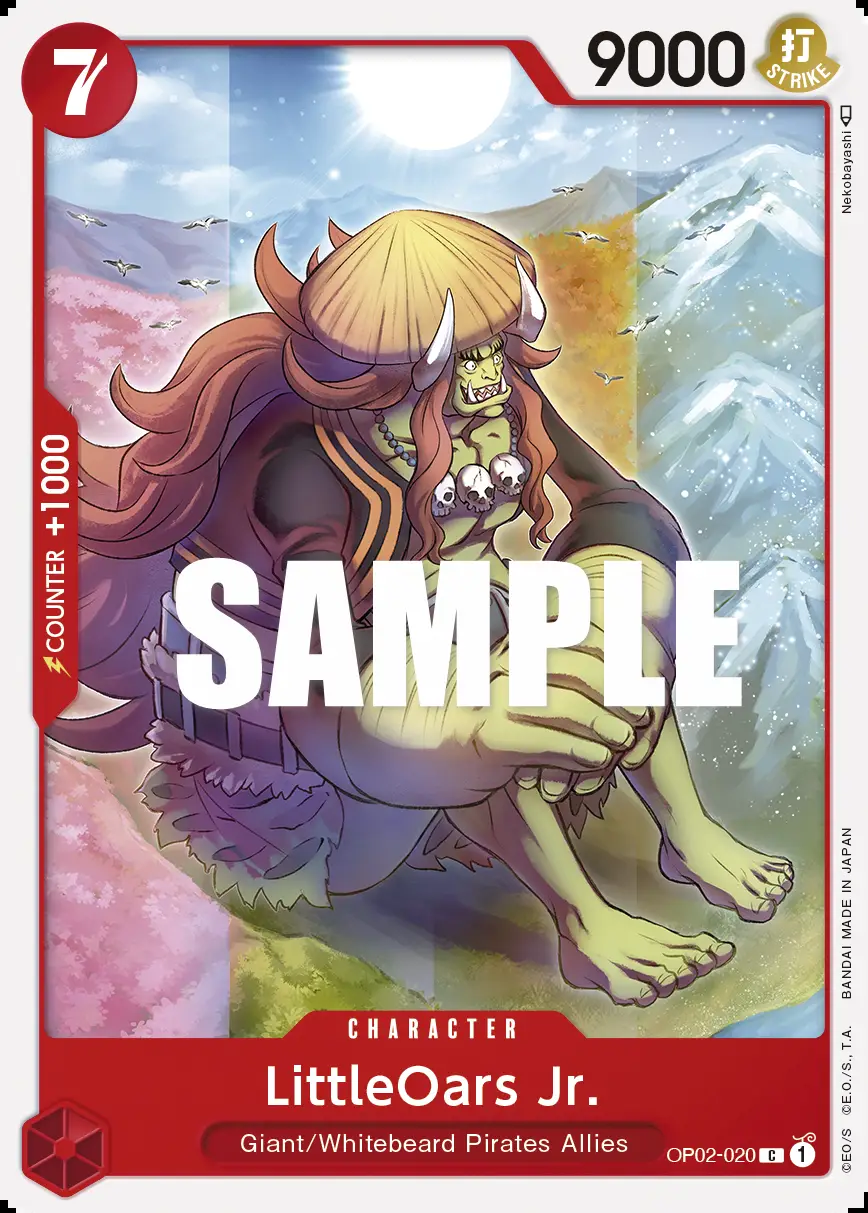 7
9000
打
STRIKE
Nekobayashi
COUNTER +1000
SAMPLE
CHARACTER
LittleOars Jr.
Giant/Whitebeard Pirates Allies
OP02-020 C 1
©EO/S ©E.O./S., T.A. BANDAI MADE IN JAPAN